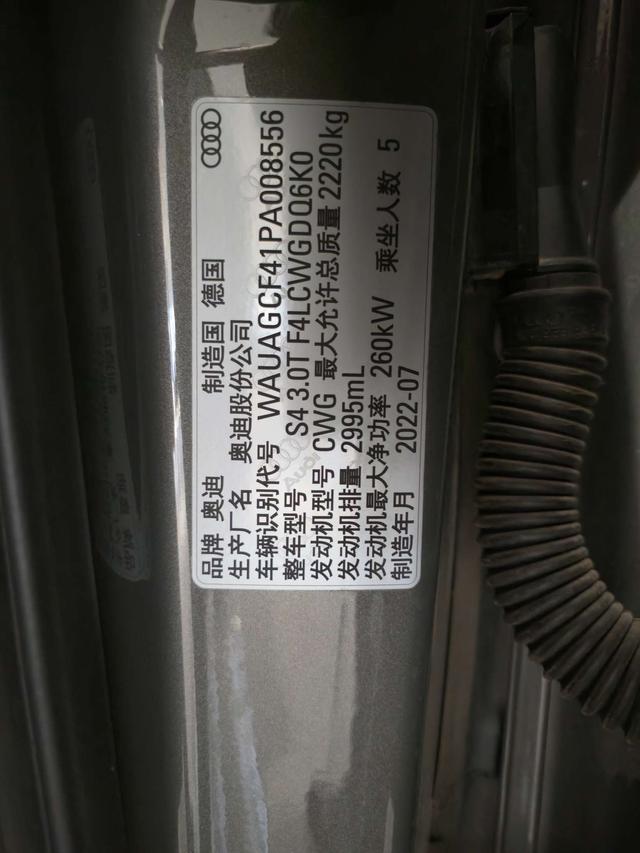 品牌 奥迪 制造国 德国
生产厂名 奥迪股份公司
车辆识别代号 WAUAGCF41PA008556
整车型号 S4 3.0T F4LCWGDQ6K0
发动机型号 CWG 最大允许总质量 2220kg
发动机排量 2995mL
发动机最大净功率 260kW 乘坐人数 5
制造年月 2022-07
Audi